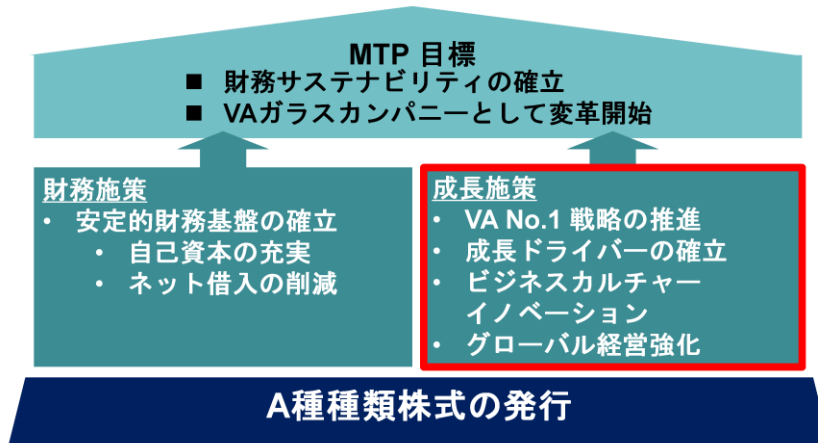 MTP 目標
■ 財務サステナビリティの確立
■ VAガラスカンパニーとして変革開始
財務施策
• 安定的財務基盤の確立
• 自己資本の充実
• ネット借入の削減
成長施策
• VA No.1 戦略の推進
• 成長ドライバーの確立
• ビジネスカルチャー
イノベーション
• グローバル経営強化
A種種類株式の発行